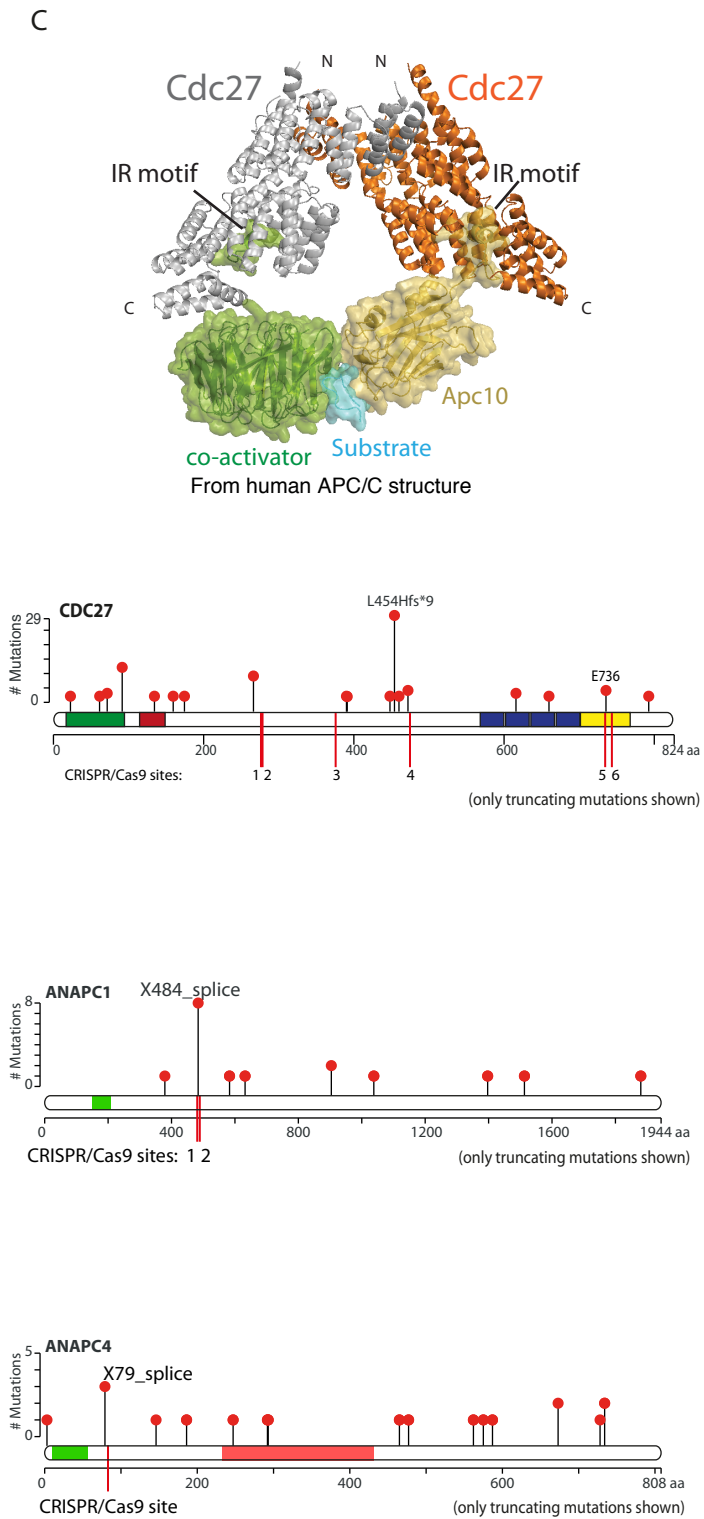 C
N N
Cdc27 Cdc27
IR motif IR motif
C C
Apc10
Substrate
co-activator
From human APC/C structure
CDC27
L454Hfs*9
29
# Mutations
E736
0
0 200 400 600 824 aa
CRISPR/Cas9 sites: 1 2 3 4 5 6
(only truncating mutations shown)
ANAPC1
X484_splice
8
# Mutations
0
0 400 800 1200 1600 1944 aa
CRISPR/Cas9 sites: 1 2
(only truncating mutations shown)
ANAPC4
5
X79_splice
# Mutations
0
0 200 400 600 808 aa
CRISPR/Cas9 site
(only truncating mutations shown)